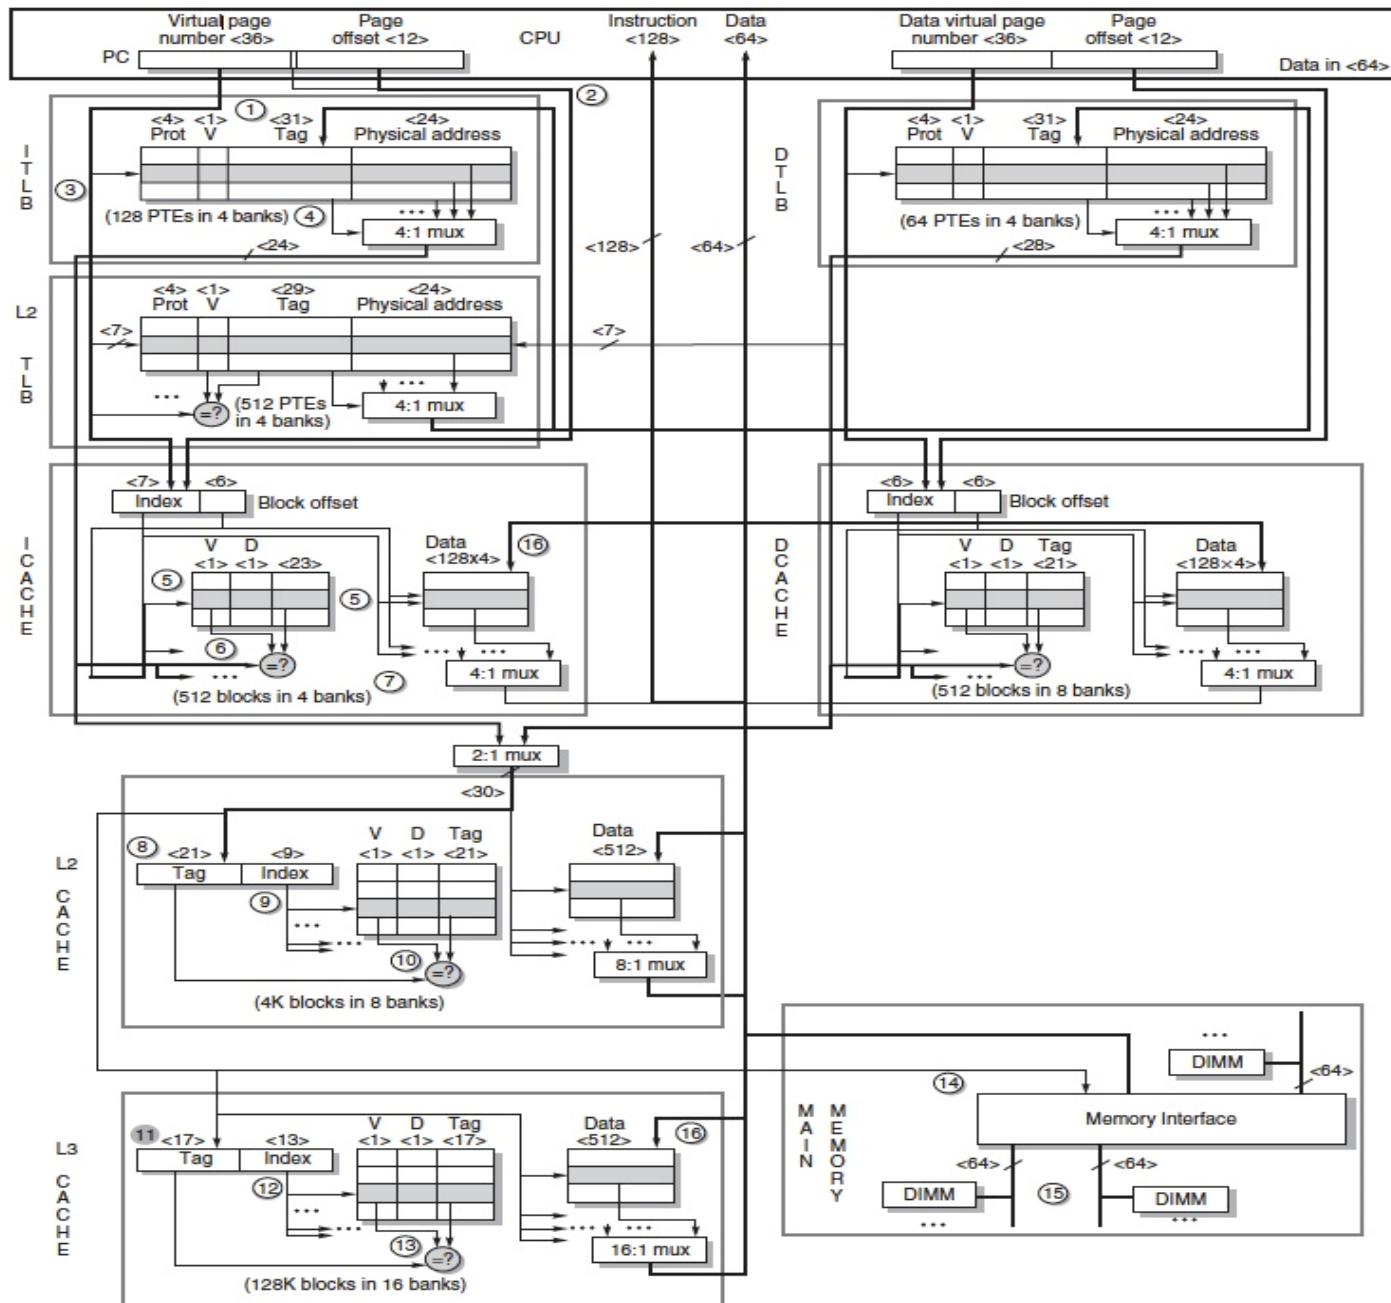 Virtual page
number <36>
Page
offset <12>
CPU
Instruction
<128>
Data
<64>
Data virtual page
number <36>
Page
offset <12>
PC
Data in <64>
1
2
I
T
L
B
<4> <1> <31> <24>
Prot V Tag Physical address
3
(128 PTEs in 4 banks) 4
...
4:1 mux
<24>
<128>
<64>
D
T
L
B
<4> <1> <31> <24>
Prot V Tag Physical address
(64 PTEs in 4 banks)
...
4:1 mux
<28>
L2
T
L
B
<4> <1> <29> <24>
Prot V Tag Physical address
<7>
<7>
...
=?
(512 PTEs
in 4 banks)
...
4:1 mux
I
C
A
C
H
E
<7> <6>
Index
Block offset
V D
<1> <1> <23>
5
5
Data
<128x4>
16
6
=?
...
7
... ...
4:1 mux
(512 blocks in 4 banks)
D
C
A
C
H
E
<6> <6>
Index
Block offset
V D Tag
<1> <1> <21>
Data
<128×4>
=?
...
... ...
4:1 mux
(512 blocks in 8 banks)
2:1 mux
<30>
L2
C
A
C
H
E
8
<21> <9>
Tag Index
9
V D Tag
<1> <1> <21>
Data
<512>
...
...
10
=?
... ...
8:1 mux
(4K blocks in 8 banks)
L3
C
A
C
H
E
11
<17> <13>
Tag Index
12
V D Tag
<1> <1> <17>
Data
<512>
16
...
...
13
=?
... ...
16:1 mux
(128K blocks in 16 banks)
M
A
I
N
M
E
M
O
R
Y
14
...
DIMM
<64>
Memory Interface
<64>
<64>
DIMM
...
15
DIMM
...